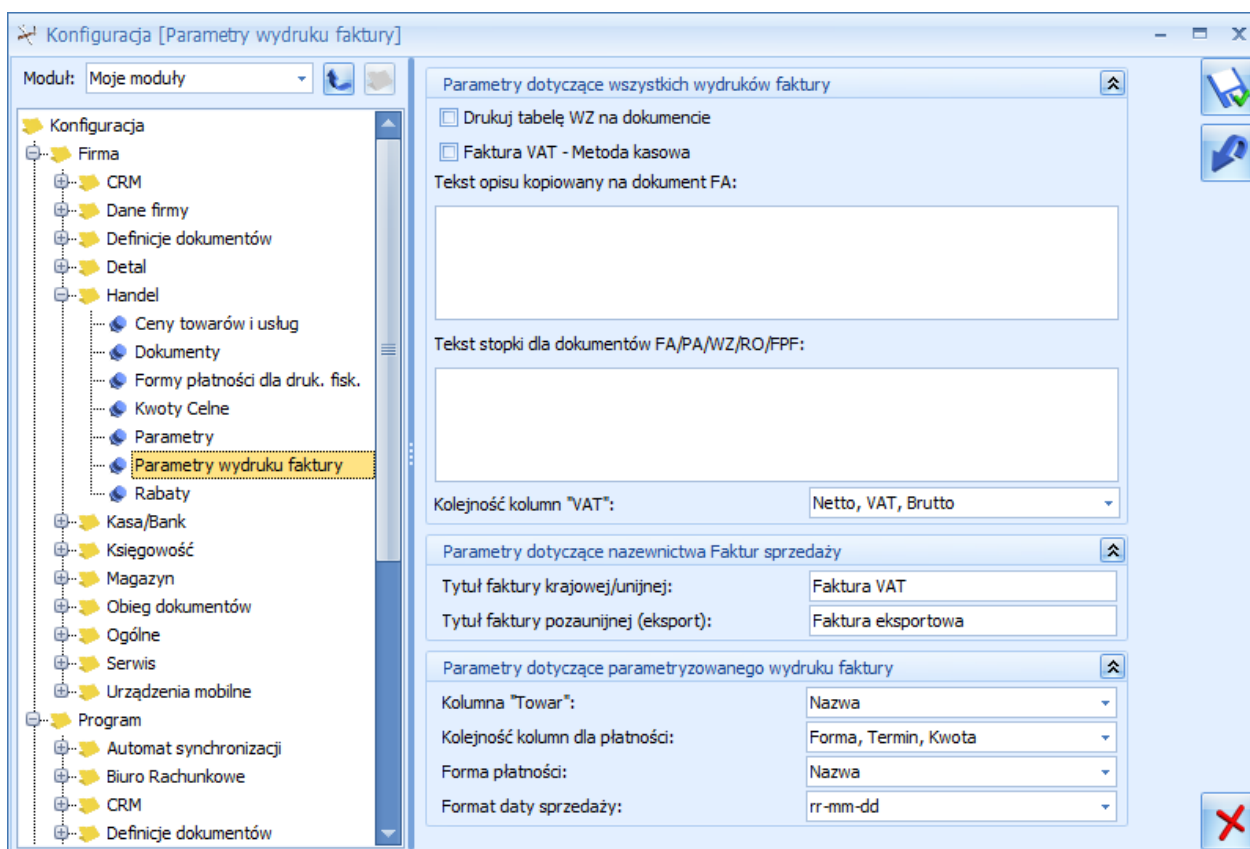 Konfiguracja [Parametry wydruku faktury]
Moduł: Moje moduły
Konfiguracja
Firma
CRM
Dane firmy
Definicje dokumentów
Detal
Handel
Ceny towarów i usług
Dokumenty
Formy płatności dla druk. fisk.
Kwoty Celne
Parametry
Parametry wydruku faktury
Rabaty
Kasa/Bank
Księgowość
Magazyn
Obieg dokumentów
Ogólne
Serwis
Urządzenia mobilne
Program
Automat synchronizacji
Biuro Rachunkowe
CRM
Definicje dokumentów
Parametry dotyczące wszystkich wydruków faktury
Drukuj tabelę WZ na dokumencie
Faktura VAT - Metoda kasowa
Tekst opisu kopiowany na dokument FA:
Tekst stopki dla dokumentów FA/PA/WZ/RO/FPF:
Kolejność kolumn "VAT": Netto, VAT, Brutto
Parametry dotyczące nazewnictwa Faktur sprzedaży
Tytuł faktury krajowej/unijnej: Faktura VAT
Tytuł faktury pozaunijnej (eksport): Faktura eksportowa
Parametry dotyczące parametryzowanego wydruku faktury
Kolumna "Towar": Nazwa
Kolejność kolumn dla płatności: Forma, Termin, Kwota
Forma płatności: Nazwa
Format daty sprzedaży: rr-mm-dd